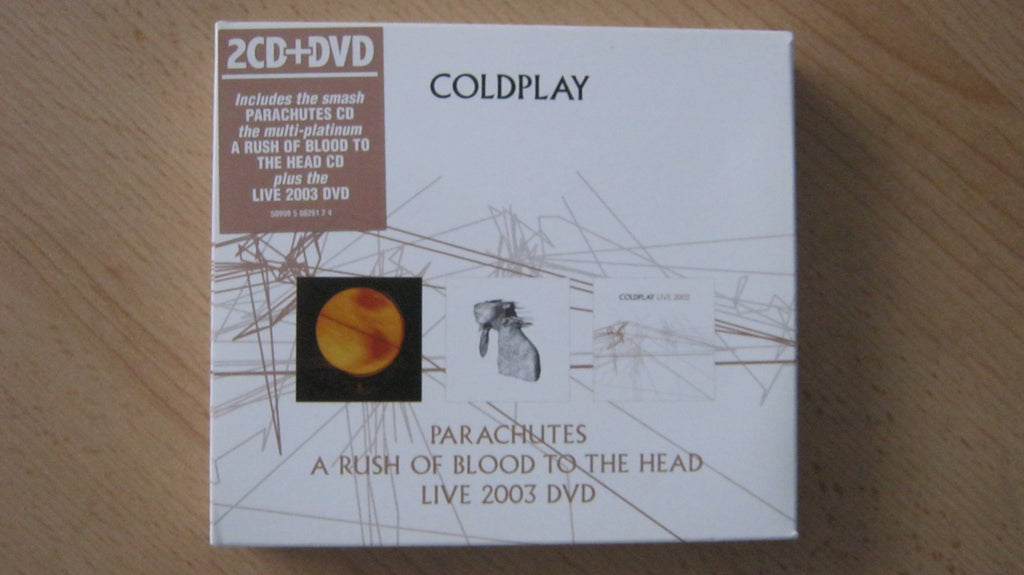 2CD+DVD
Includes the smash
PARACHUTES CD
the multi-platinum
A RUSH OF BLOOD TO
THE HEAD CD
plus the
LIVE 2003 DVD
COLDPLAY
COLDPLAY LIVE 2003
PARACHUTES
A RUSH OF BLOOD TO THE HEAD
LIVE 2003 DVD